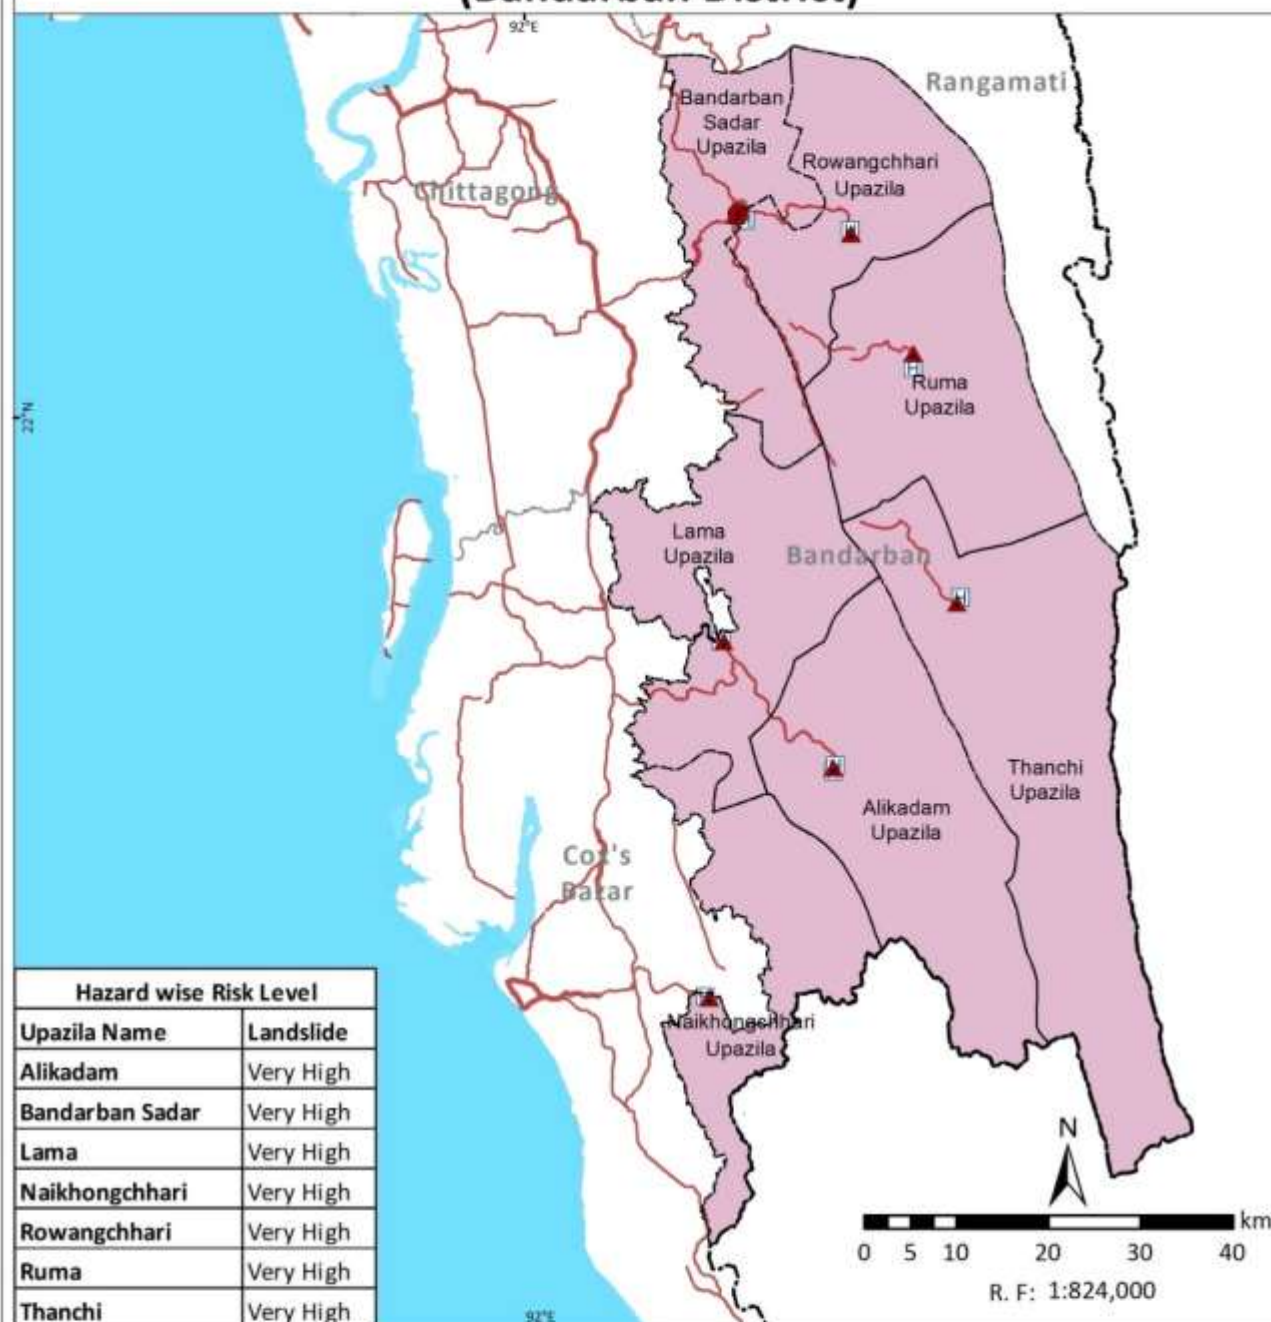 (Bandarban District)
92°E
Rangamati
Bandarban
Sadar
Upazila
Rowangchhari
Upazila
Chittagong
H
Ruma
Upazila
22°N
Lama
Upazila
Bandarban
H
Thanchi
Upazila
Alikadam
Upazila
Cox's
Bazar
Naikhongchhari
Upazila
Hazard wise Risk Level
Upazila Name Landslide
Alikadam Very High
Bandarban Sadar Very High
Lama Very High
Naikhongchhari Very High
Rowangchhari Very High
Ruma Very High
Thanchi Very High
N
km
0 5 10 20 30 40
R. F: 1:824,000
92°E